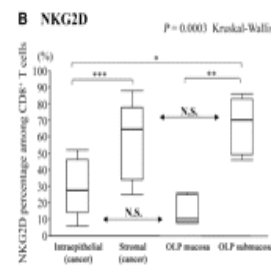 B NKG2D
P = 0.0003 Kruskal-Wallis
(%)
NKG2D percentage among CD8+ T cells
100
90
80
70
60
50
40
30
20
10
0
*
***
**
N.S.
N.S.
Intraepithelial
(cancer)
Stromal
(cancer)
OLP mucosa
OLP submucosa